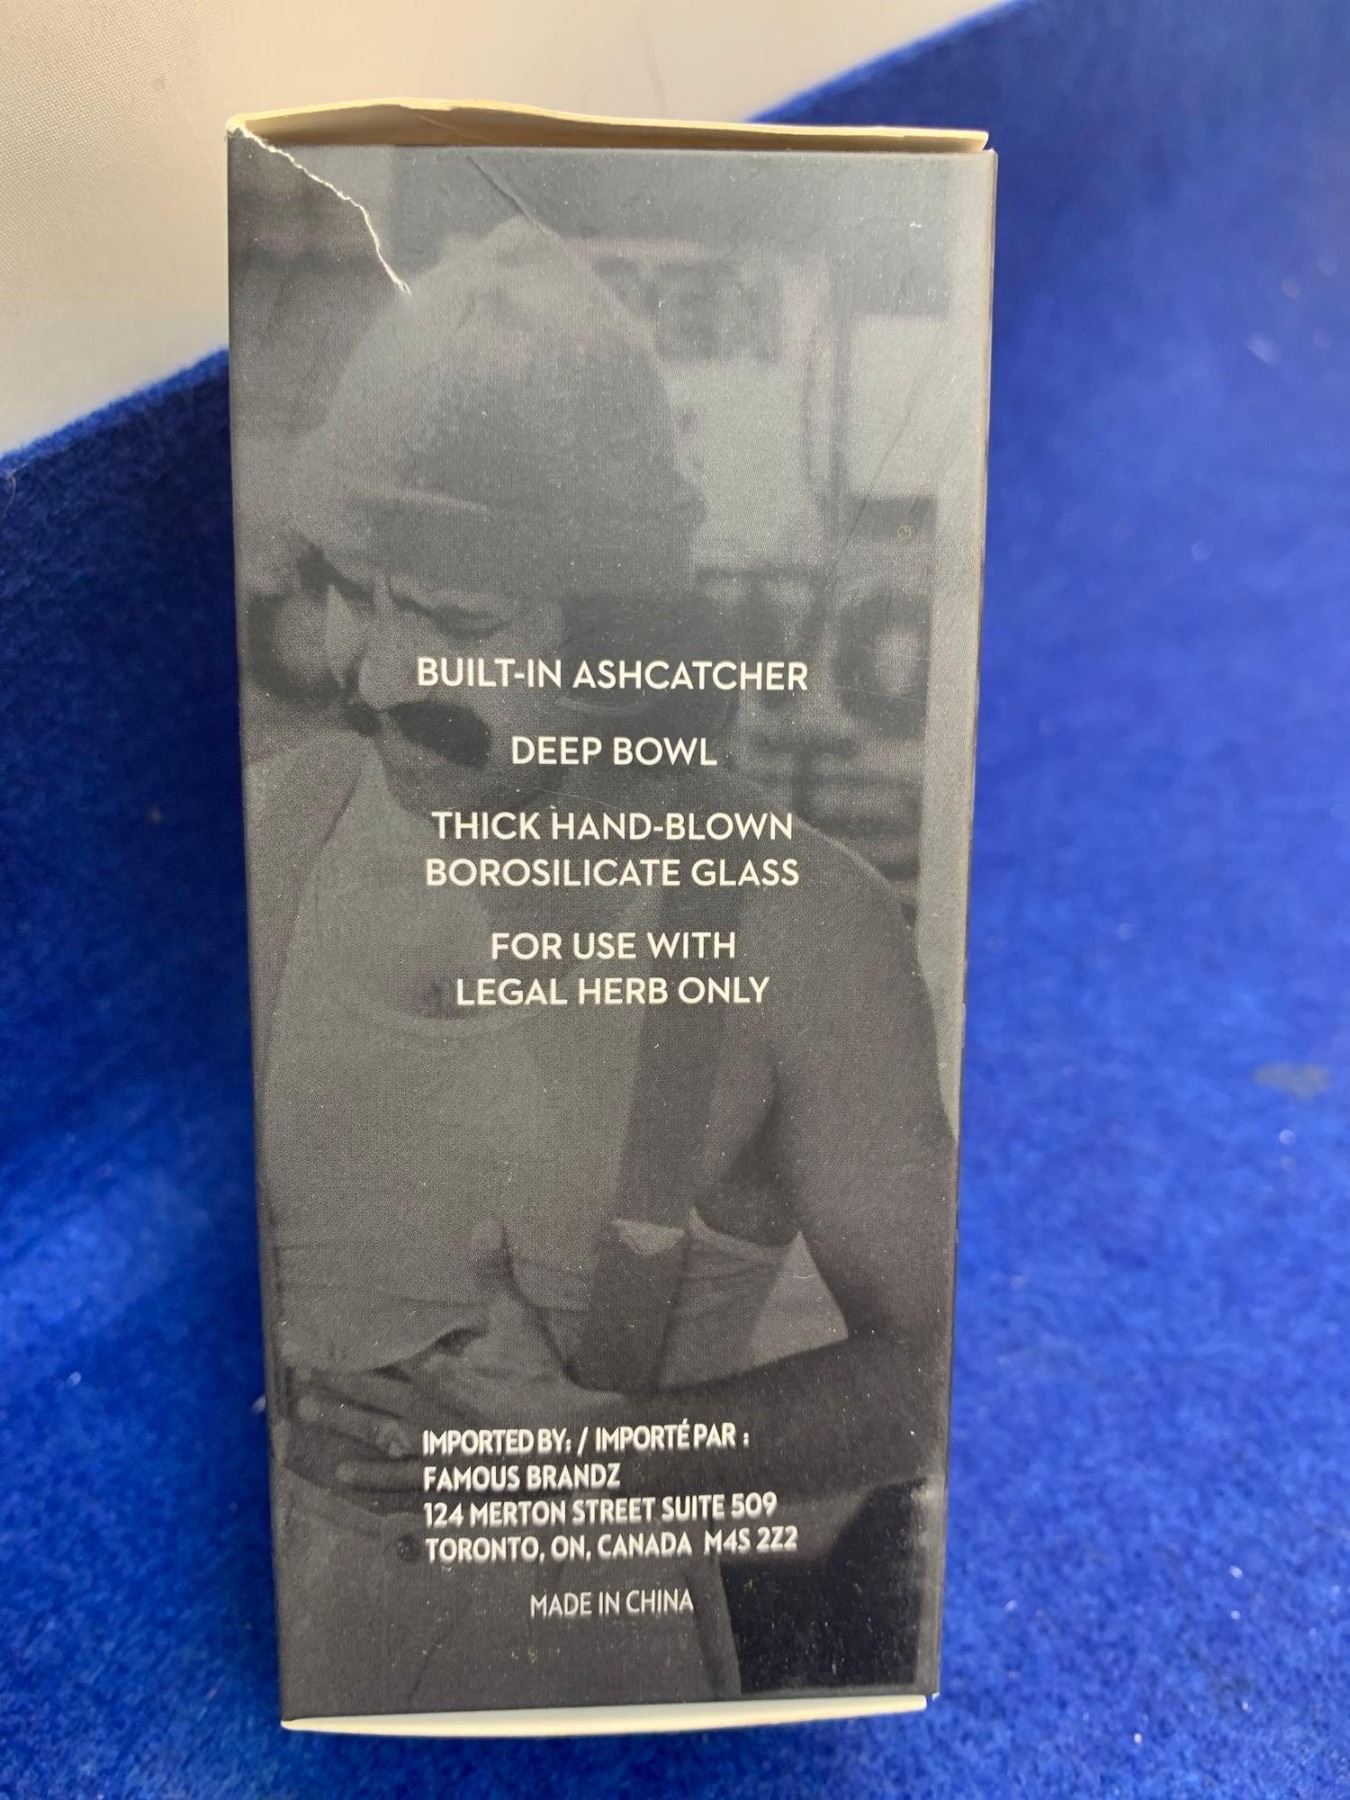 BUILT-IN ASHCATCHER
DEEP BOWL
THICK HAND-BLOWN
BOROSILICATE GLASS
FOR USE WITH
LEGAL HERB ONLY
IMPORTED BY: / IMPORTÉ PAR :
FAMOUS BRANDZ
124 MERTON STREET SUITE 509
TORONTO, ON, CANADA M4S 2Z2
MADE IN CHINA